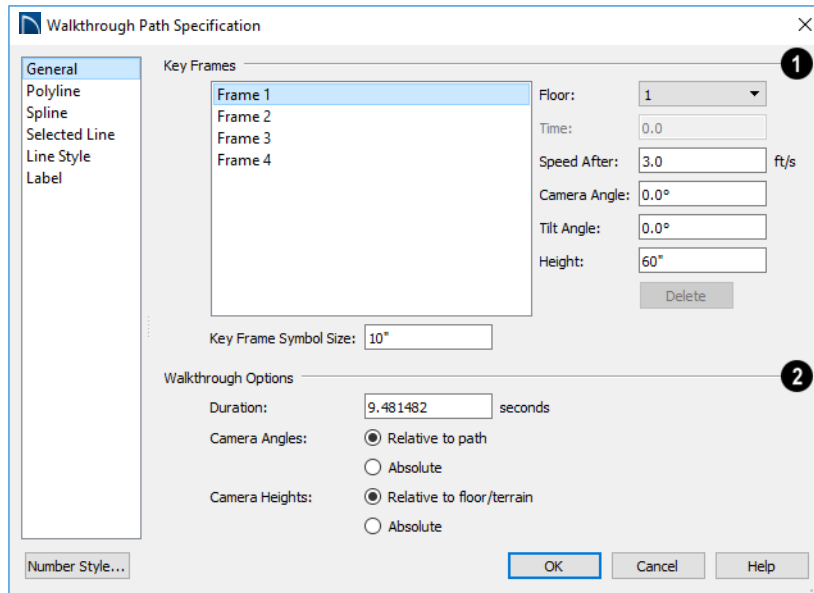 Walkthrough Path Specification
General
Polyline
Spline
Selected Line
Line Style
Label
Key Frames
1
Frame 1
Frame 2
Frame 3
Frame 4
Floor: 1
Time: 0.0
Speed After: 3.0 ft/s
Camera Angle: 0.0°
Tilt Angle: 0.0°
Height: 60"
Delete
Key Frame Symbol Size: 10"
Walkthrough Options
2
Duration: 9.481482 seconds
Camera Angles: Relative to path
Absolute
Camera Heights: Relative to floor/terrain
Absolute
Number Style...
OK
Cancel
Help